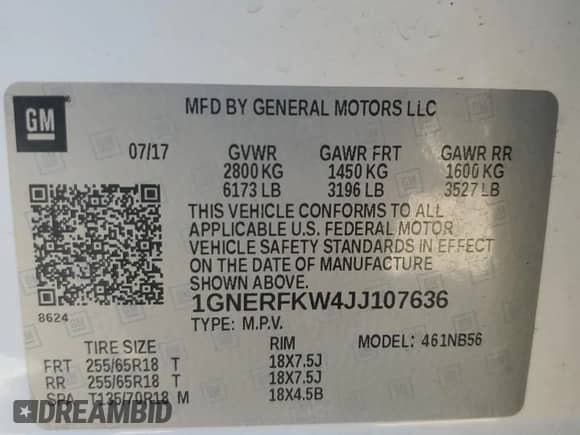 GM
MFD BY GENERAL MOTORS LLC
07/17 GVWR GAWR FRT GAWR RR
2800 KG 1450 KG 1600 KG
6173 LB 3196 LB 3527 LB
THIS VEHICLE CONFORMS TO ALL
APPLICABLE U.S. FEDERAL MOTOR
VEHICLE SAFETY STANDARDS IN EFFECT
ON THE DATE OF MANUFACTURE
SHOWN ABOVE.
8624
1GNERFKW4JJ107636
TYPE: M.P.V. MODEL: 461NB56
TIRE SIZE RIM
FRT 255/65R18 T 18X7.5J
RR 255/65R18 T 18X7.5J
SPA T135/70R18 M 18X4.5B
DREAMBID